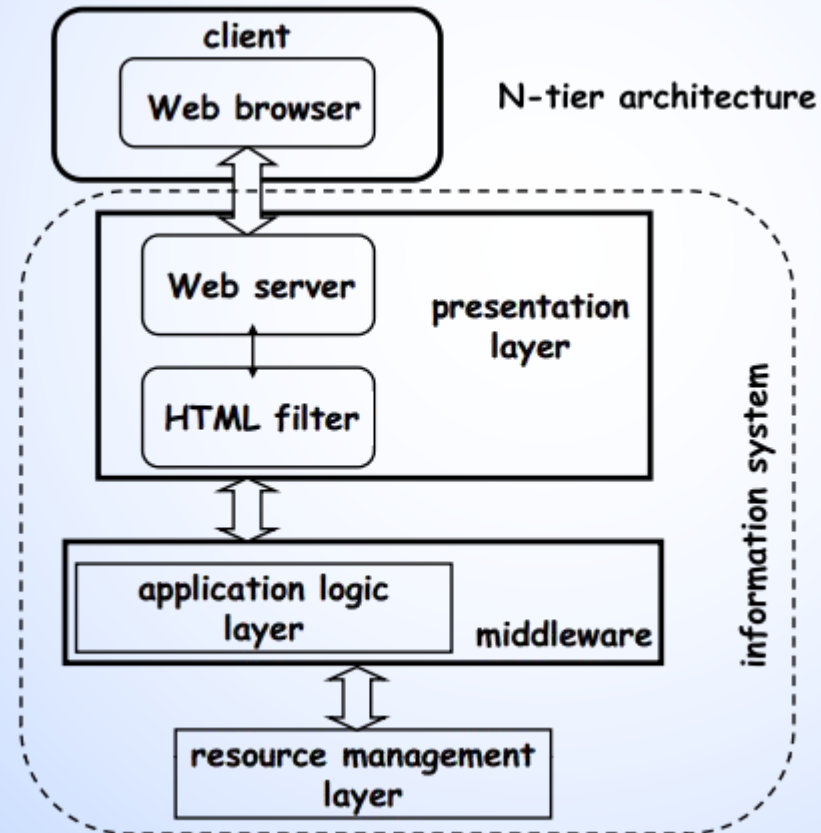 client
Web browser
N-tier architecture
Web server
presentation
layer
HTML filter
information system
application logic
layer
middleware
resource management
layer